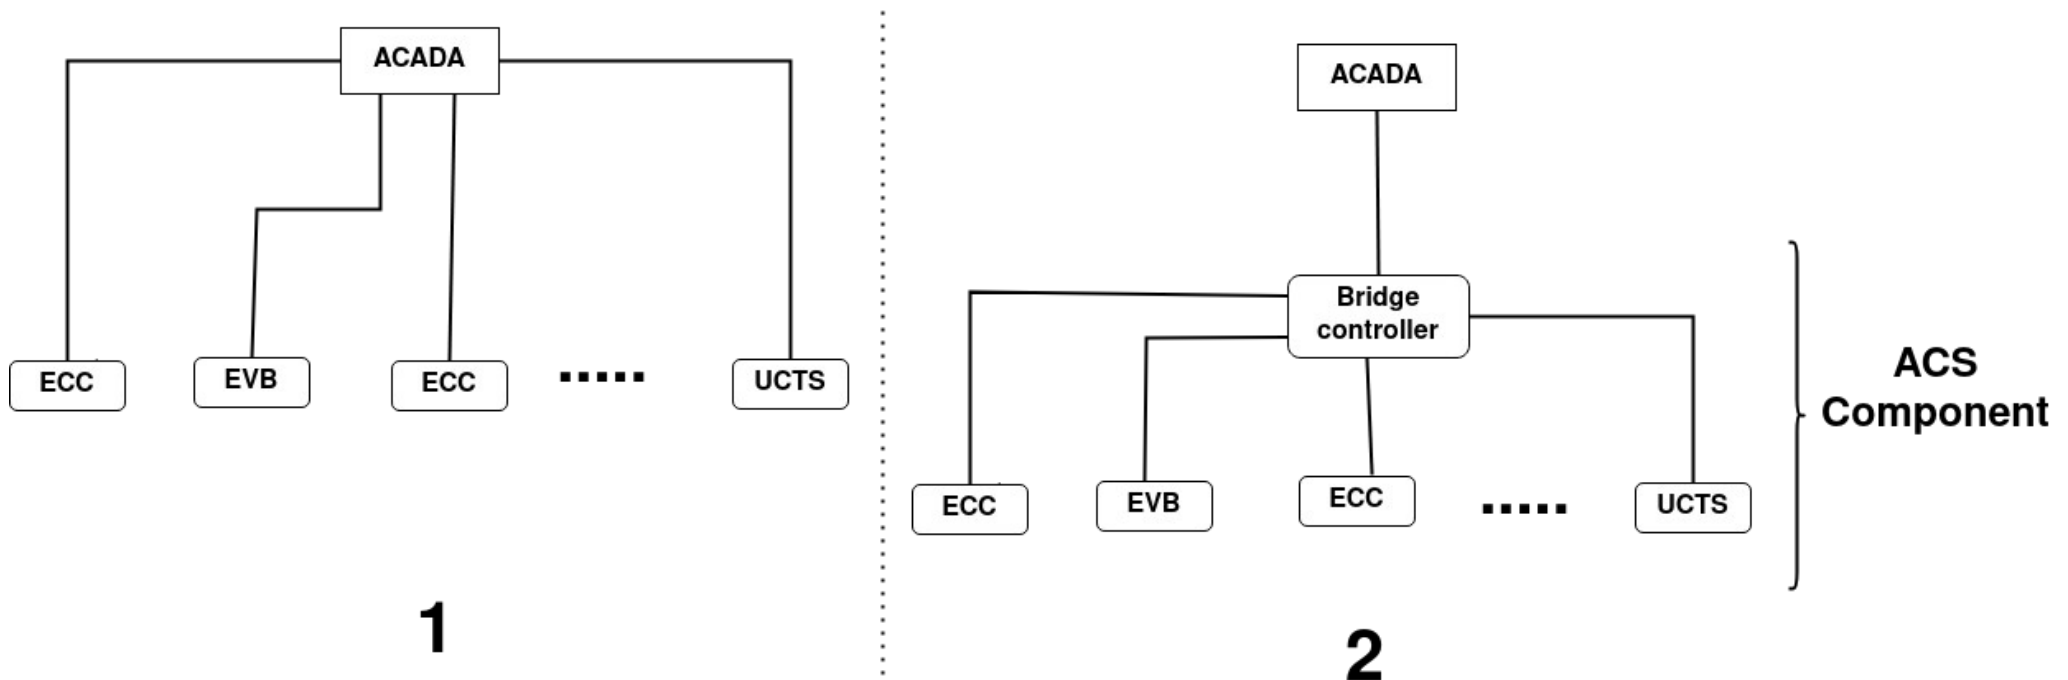 ACADA
ECC
EVB
ECC
.....
UCTS
1
ACADA
Bridge
controller
ECC
EVB
ECC
.....
UCTS
ACS
Component
2